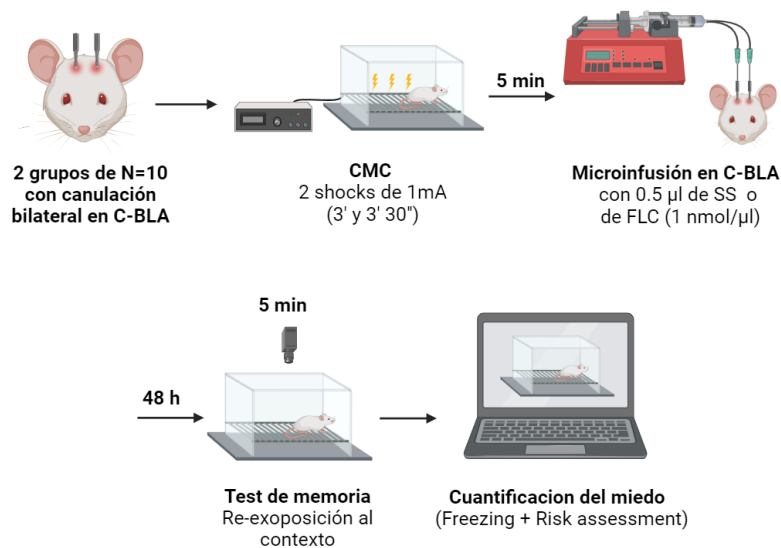 2 grupos de N=10
con canulación
bilateral en C-BLA
CMC
2 shocks de 1mA
(3' y 3' 30")
5 min
Microinfusión en C-BLA
con 0.5 µl de SS o
de FLC (1 nmol/µl)
48 h
5 min
Test de memoria
Re-exoposición al
contexto
Cuantificacion del miedo
(Freezing + Risk assessment)